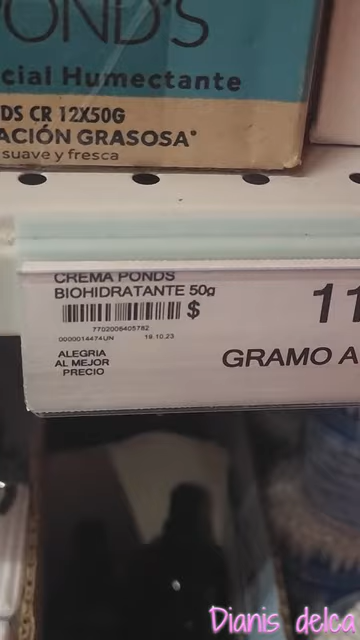 POND'S
cial Humectante
DS CR 12X50G
ACIÓN GRASOSA*
suave y fresca
CREMA PONDS
BIOHIDRATANTE 50g
$ 11
7702006405782
0000014474UN 18.10.23
ALEGRIA
AL MEJOR
PRECIO
GRAMO A
Dianis delca